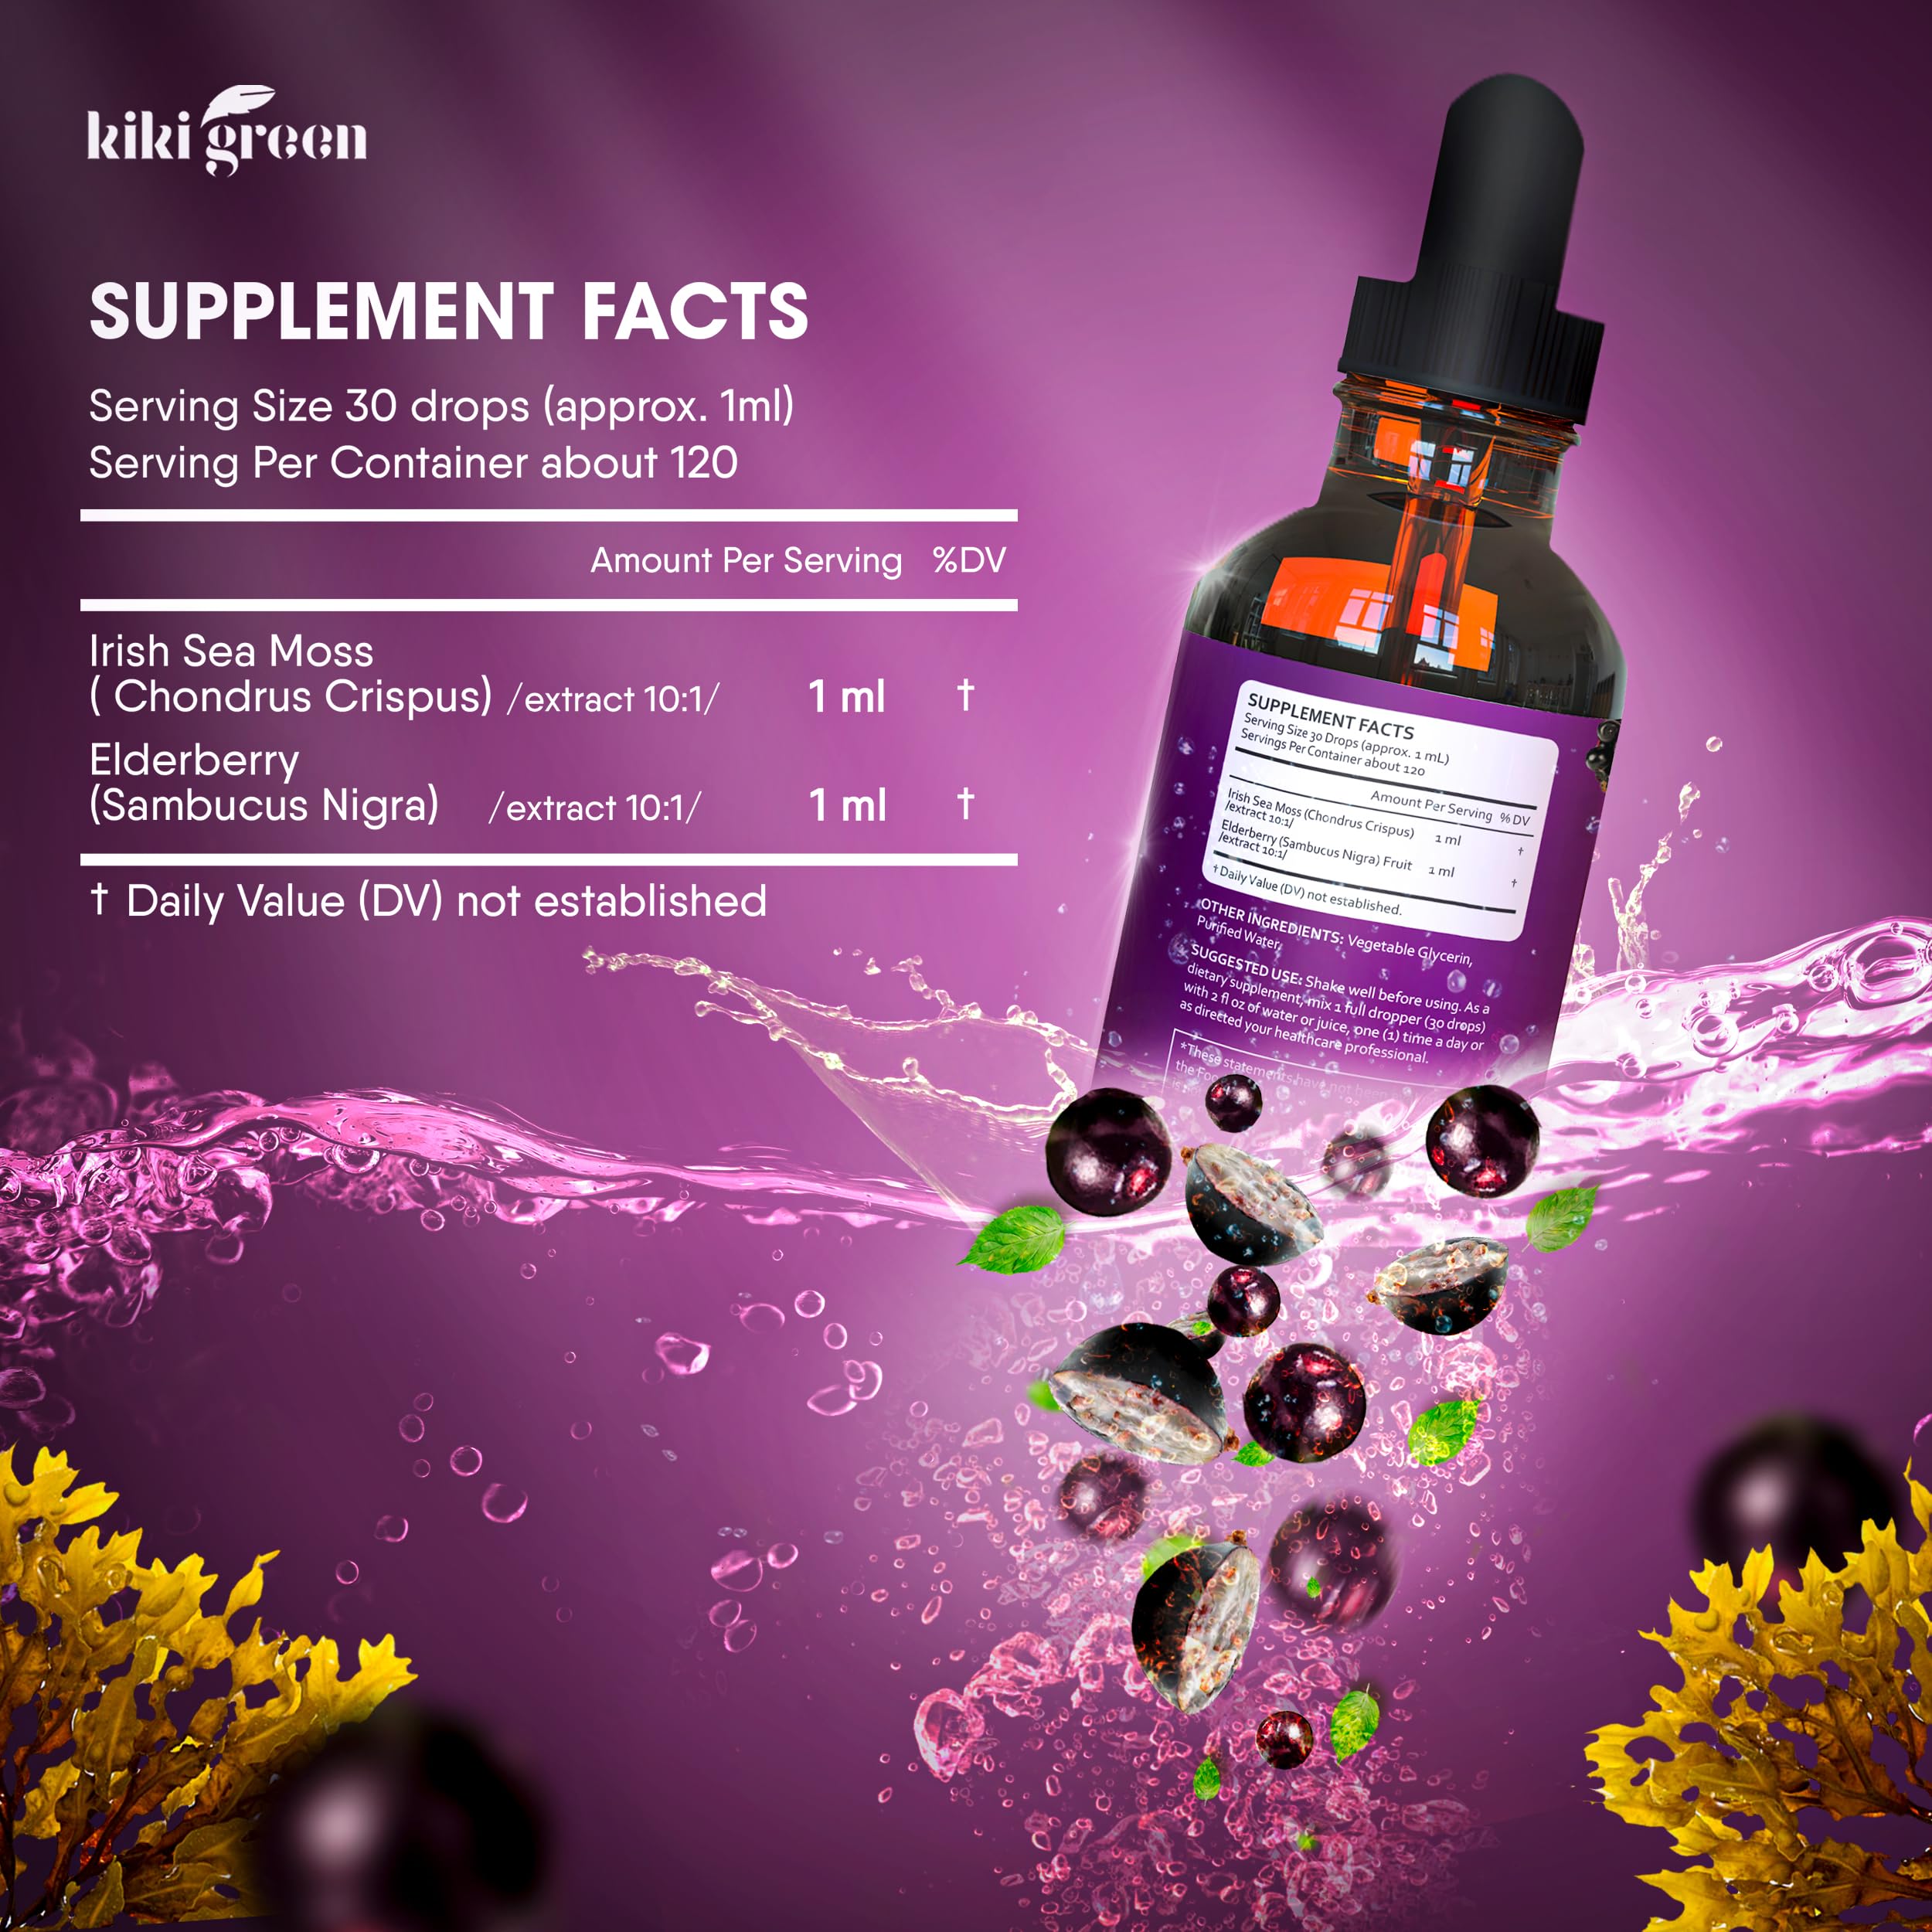 kiki green
SUPPLEMENT FACTS
Serving Size 30 drops (approx. 1ml)
Serving Per Container about 120
Amount Per Serving %DV
Irish Sea Moss
( Chondrus Crispus) /extract 10:1/ 1 ml †
Elderberry
(Sambucus Nigra) /extract 10:1/ 1 ml †
† Daily Value (DV) not established
SUPPLEMENT FACTS
Serving Size 30 Drops (approx. 1 mL)
Servings Per Container about 120
Amount Per Serving % DV
Irish Sea Moss (Chondrus Crispus) 1 ml †
/extract 10:1/
Elderberry (Sambucus Nigra) Fruit 1 ml †
/extract 10:1/
† Daily Value (DV) not established.
OTHER INGREDIENTS: Vegetable Glycerin,
Purified Water.
SUGGESTED USE: Shake well before using. As a
dietary supplement, mix 1 full dropper (30 drops)
with 2 fl oz of water or juice, one (1) time a day or
as directed your healthcare professional.
*These statements have not
the